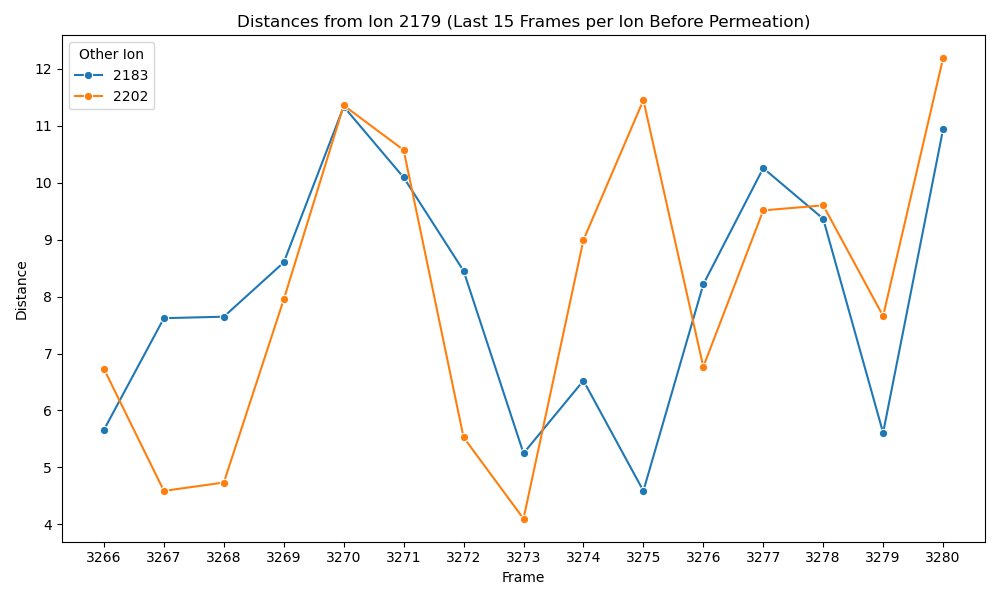 Distances from Ion 2179 (Last 15 Frames per Ion Before Permeation)
Other Ion
2183
2202
Distance
12
11
10
9
8
7
6
5
4
3266 3267 3268 3269 3270 3271 3272 3273 3274 3275 3276 3277 3278 3279 3280
Frame